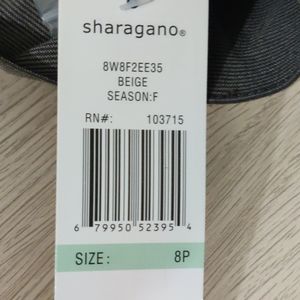 sharagano®
8W8F2EE35
BEIGE
SEASON:F
RN#: 103715
6 79950 52395 4
SIZE: 8P